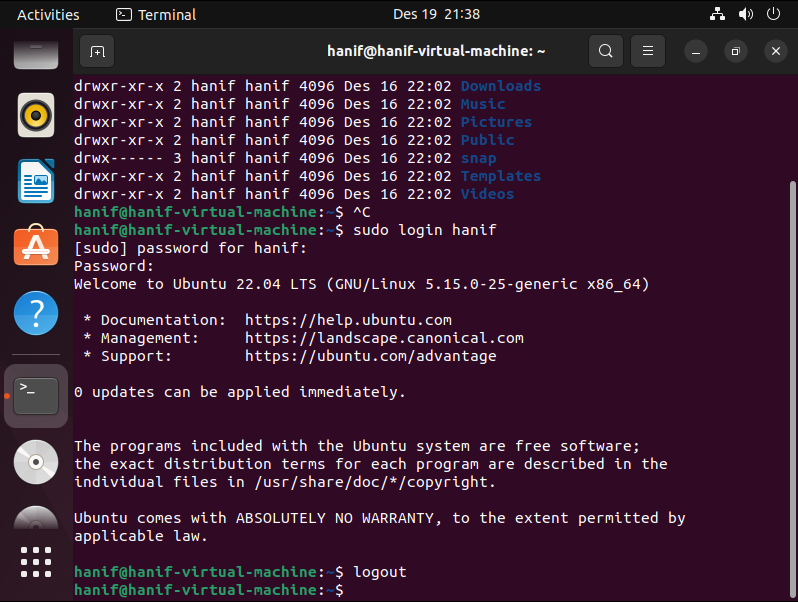 Activities
Terminal
Des 19 21:38
hanif@hanif-virtual-machine: ~
drwxr-xr-x 2 hanif hanif 4096 Des 16 22:02 Downloads
drwxr-xr-x 2 hanif hanif 4096 Des 16 22:02 Music
drwxr-xr-x 2 hanif hanif 4096 Des 16 22:02 Pictures
drwxr-xr-x 2 hanif hanif 4096 Des 16 22:02 Public
drwx------ 3 hanif hanif 4096 Des 16 22:02 snap
drwxr-xr-x 2 hanif hanif 4096 Des 16 22:02 Templates
drwxr-xr-x 2 hanif hanif 4096 Des 16 22:02 Videos
hanif@hanif-virtual-machine:~$ ^C
hanif@hanif-virtual-machine:~$ sudo login hanif
[sudo] password for hanif:
Password:
Welcome to Ubuntu 22.04 LTS (GNU/Linux 5.15.0-25-generic x86_64)
* Documentation:  https://help.ubuntu.com
* Management:     https://landscape.canonical.com
* Support:        https://ubuntu.com/advantage
0 updates can be applied immediately.
The programs included with the Ubuntu system are free software;
the exact distribution terms for each program are described in the
individual files in /usr/share/doc/*/copyright.
Ubuntu comes with ABSOLUTELY NO WARRANTY, to the extent permitted by
applicable law.
hanif@hanif-virtual-machine:~$ logout
hanif@hanif-virtual-machine:~$